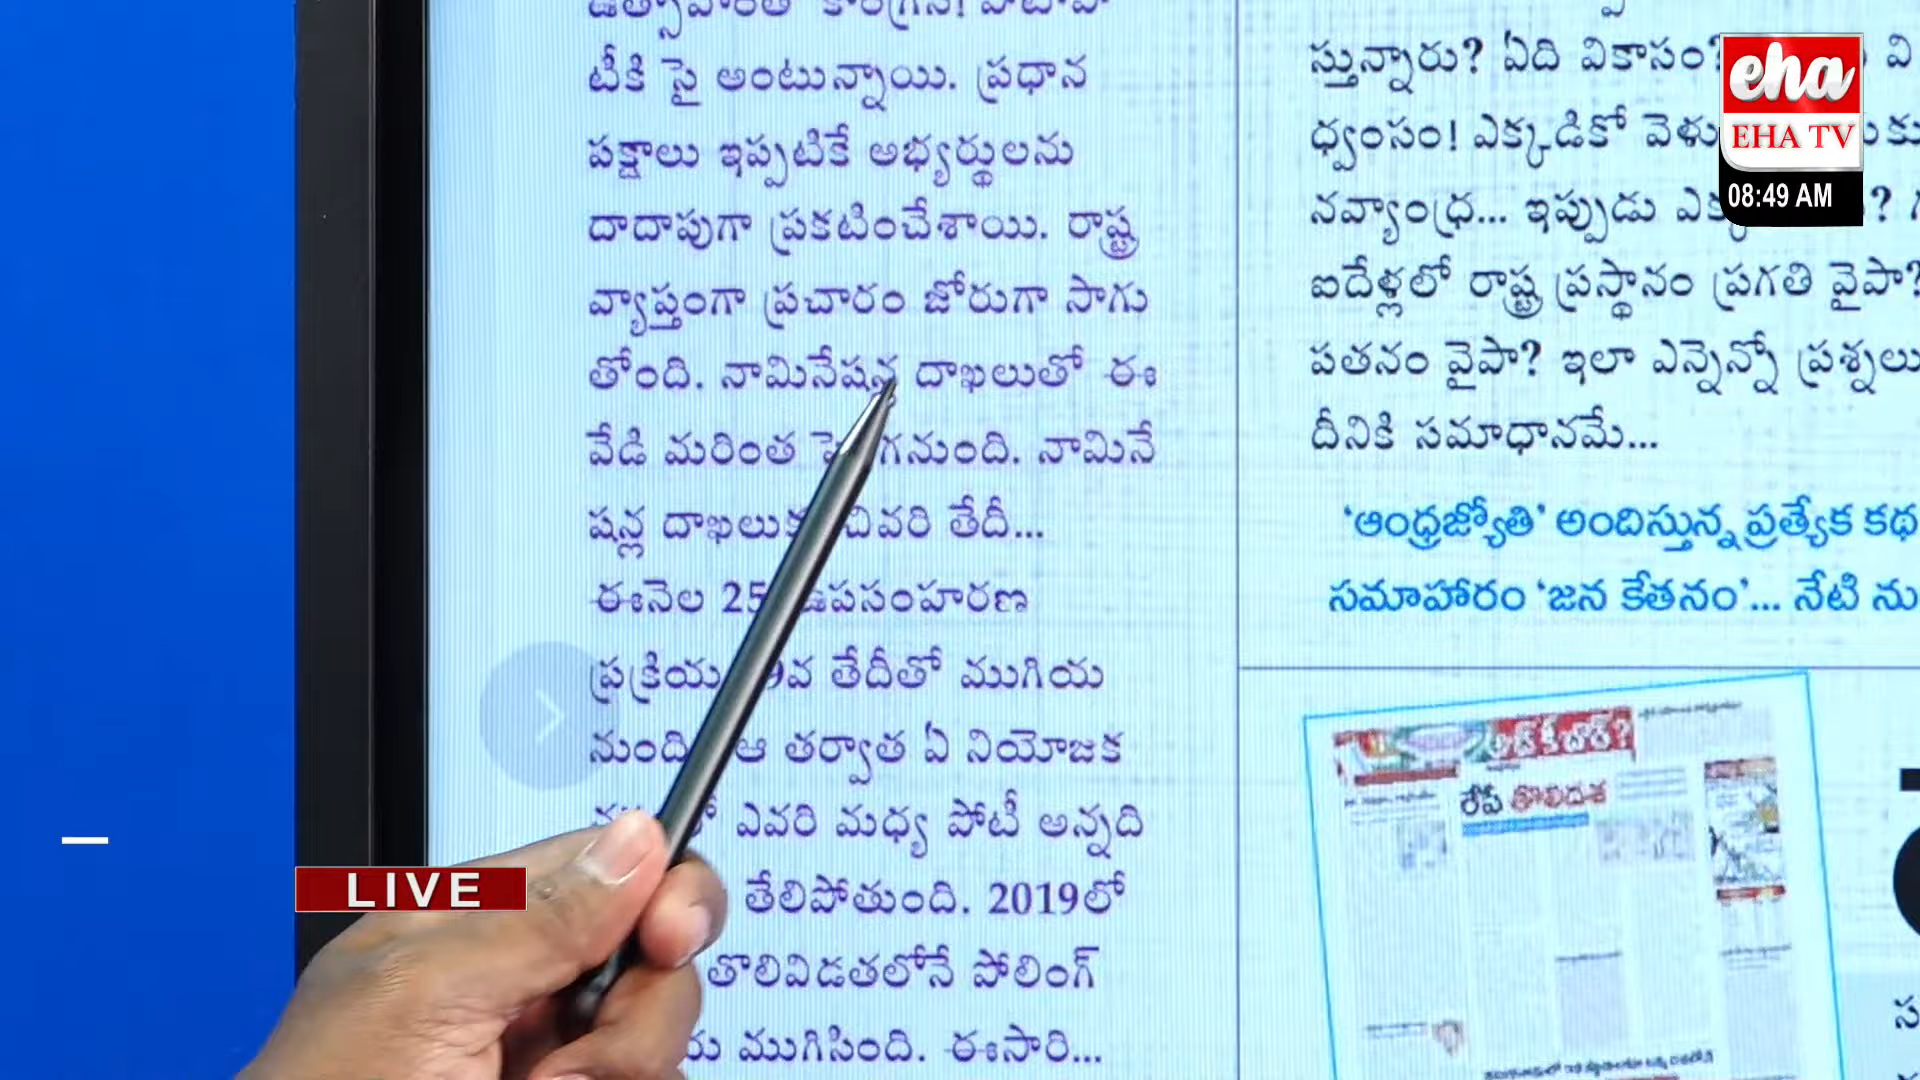 టీకి సై అంటున్నాయి. ప్రధాన
పక్షాలు ఇప్పటికే అభ్యర్థులను
దాదాపుగా ప్రకటించేశాయి. రాష్ట్ర
వ్యాప్తంగా ప్రచారం జోరుగా సాగు
తోంది. నామినేషన్ల దాఖలుతో ఈ
వేడి మరింత నుంది. నామినే
షన్ల దాఖలుకు చివరి తేదీ...
ఈనెల 25 ఉపసంహరణ
ప్రక్రియ 9వ తేదీతో ముగియ
నుంది. ఆ తర్వాత ఏ నియోజక
ఎవరి మధ్య పోటీ అన్నది
తేలిపోతుంది. 2019లో
తొలివిడతలోనే పోలింగ్
ముగిసింది. ఈసారి...
స్తున్నారు? ఏది వికాసం? వి
ధ్వంసం! ఎక్కడికో
నవ్యాంధ్ర... ఇప్పుడు
ఐదేళ్లలో రాష్ట్ర ప్రస్థానం ప్రగతి వైపా?
పతనం వైపా? ఇలా ఎన్నెన్నో ప్రశ్నలు
దీనికి సమాధానమే...
'ఆంధ్రజ్యోతి' అందిస్తున్న ప్రత్యేక కథ
సమాహారం 'జన కేతనం'... నేటి ను
రేపే తొలిదశ
eha
EHA TV
08:49 AM
LIVE